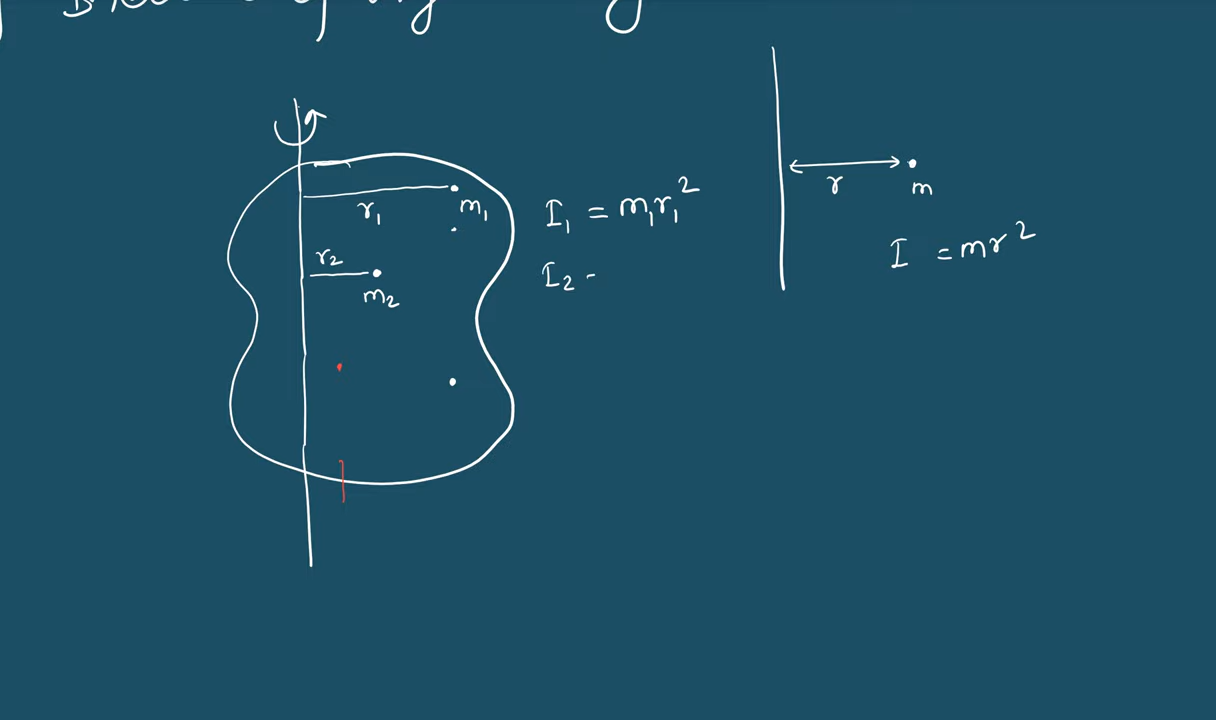 r₁
m₁
I₁ = m₁r₁²
r₂
m₂
I₂ -
r
m
I = mr²